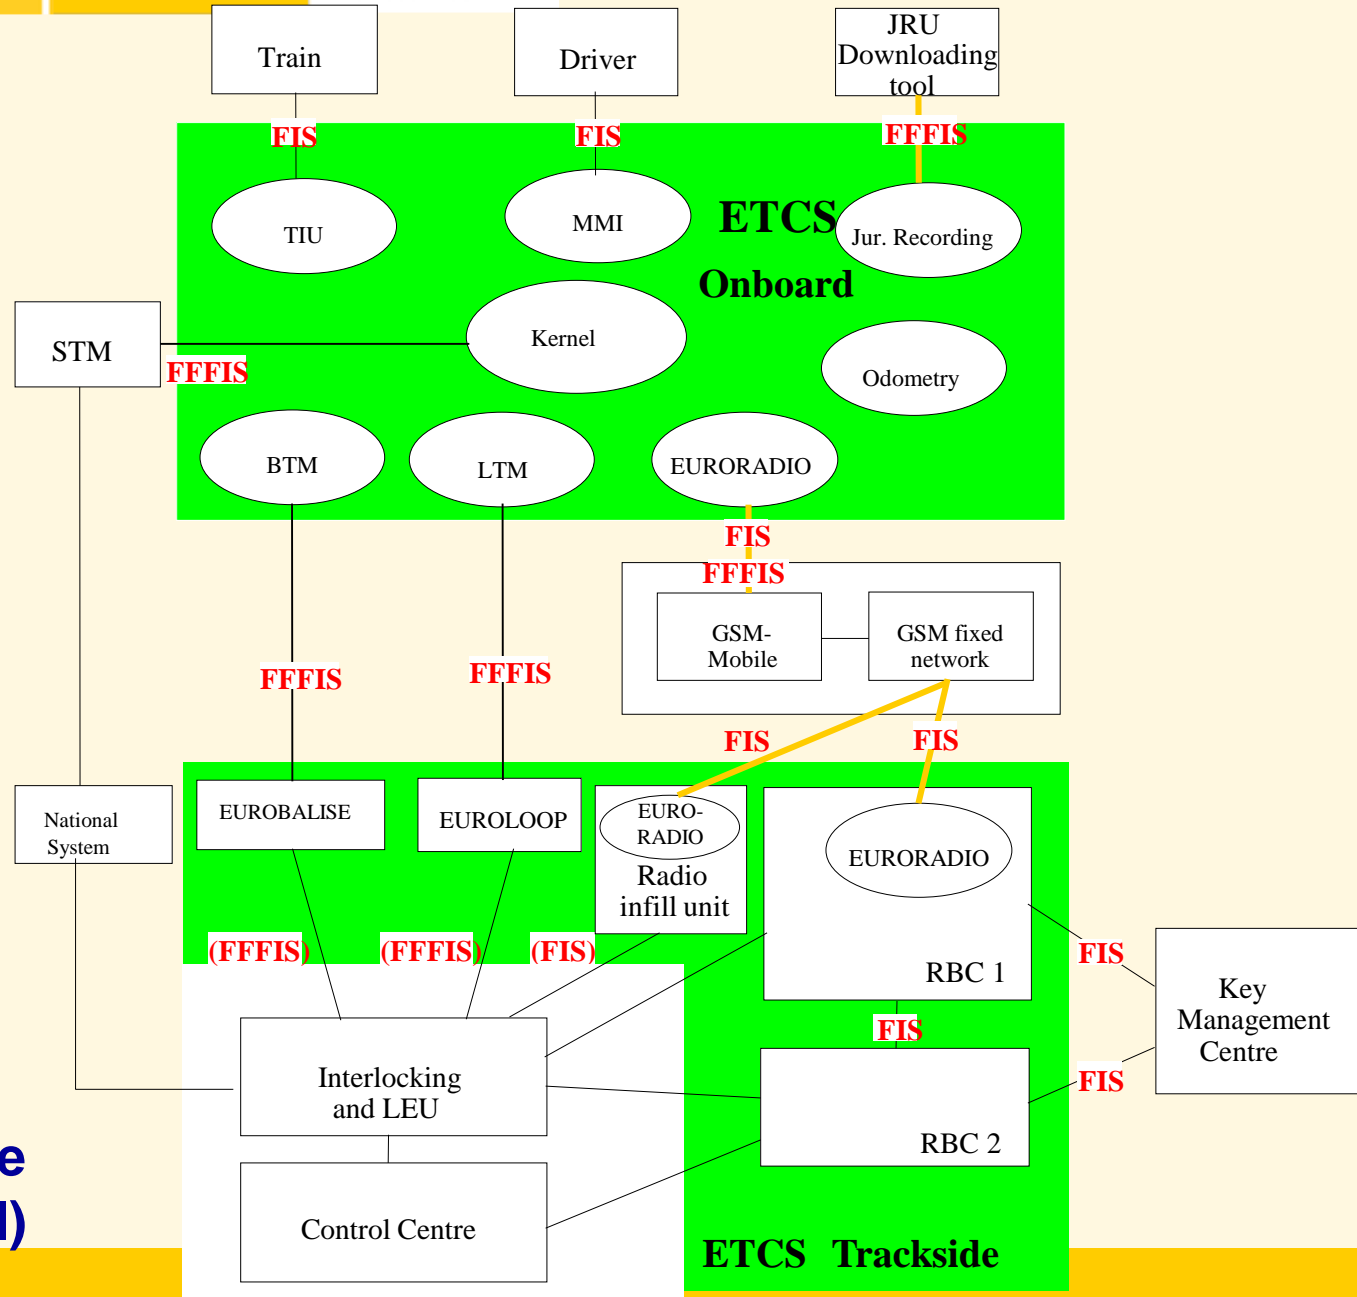 Train
Driver
JRU
Downloading
tool
FIS
FIS
FFFIS
TIU
MMI
ETCS
Jur. Recording
Onboard
STM
Kernel
FFFIS
Odometry
BTM
LTM
EURORADIO
FIS
FFFIS
GSM-
Mobile
GSM fixed
network
FFFIS
FFFIS
FIS
FIS
National
System
EUROBALISE
EUROLOOP
EURO-
RADIO
Radio
infill unit
EURORADIO
(FFFIS)
(FFFIS)
(FIS)
RBC 1
FIS
Key
Management
Centre
FIS
FIS
Interlocking
and LEU
RBC 2
Control Centre
ETCS Trackside
e
)